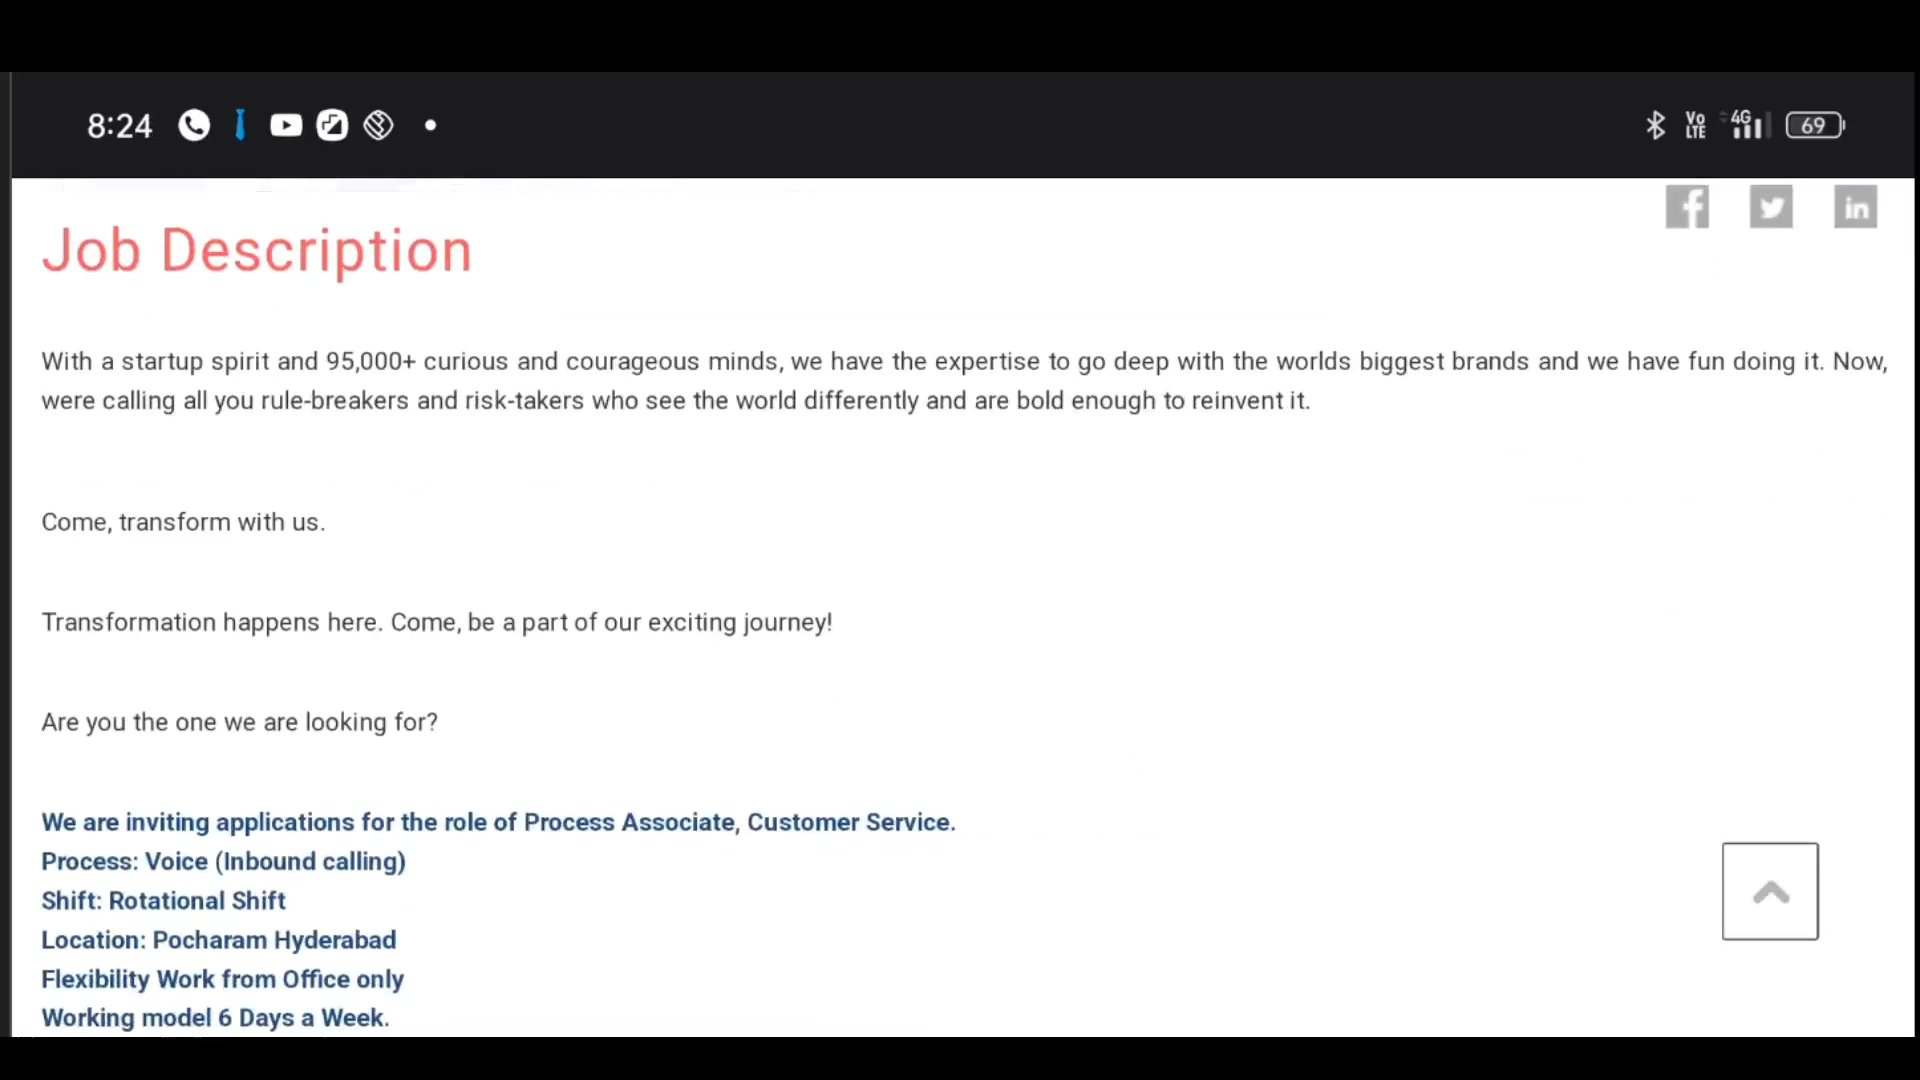 8:24
Vo LTE 4G 69
Job Description
With a startup spirit and 95,000+ curious and courageous minds, we have the expertise to go deep with the worlds biggest brands and we have fun doing it. Now,
were calling all you rule-breakers and risk-takers who see the world differently and are bold enough to reinvent it.
Come, transform with us.
Transformation happens here. Come, be a part of our exciting journey!
Are you the one we are looking for?
We are inviting applications for the role of Process Associate, Customer Service.
Process: Voice (Inbound calling)
Shift: Rotational Shift
Location: Pocharam Hyderabad
Flexibility Work from Office only
Working model 6 Days a Week.